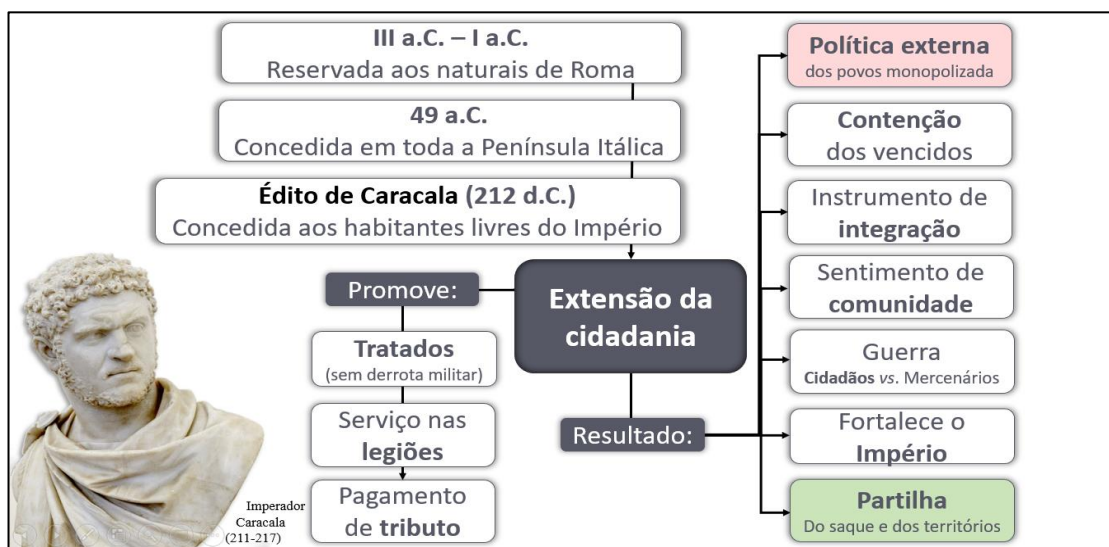 III a.C. – I a.C.
Reservada aos naturais de Roma
49 a.C.
Concedida em toda a Península Itálica
Édito de Caracala (212 d.C.)
Concedida aos habitantes livres do Império
Extensão da
cidadania
Promove:
Tratados
(sem derrota militar)
Serviço nas
legiões
Pagamento
de tributo
Resultado:
Política externa
dos povos monopolizada
Contenção
dos vencidos
Instrumento de
integração
Sentimento de
comunidade
Guerra
Cidadãos vs. Mercenários
Fortalece o
Império
Partilha
Do saque e dos territórios
Imperador
Caracala
(211-217)